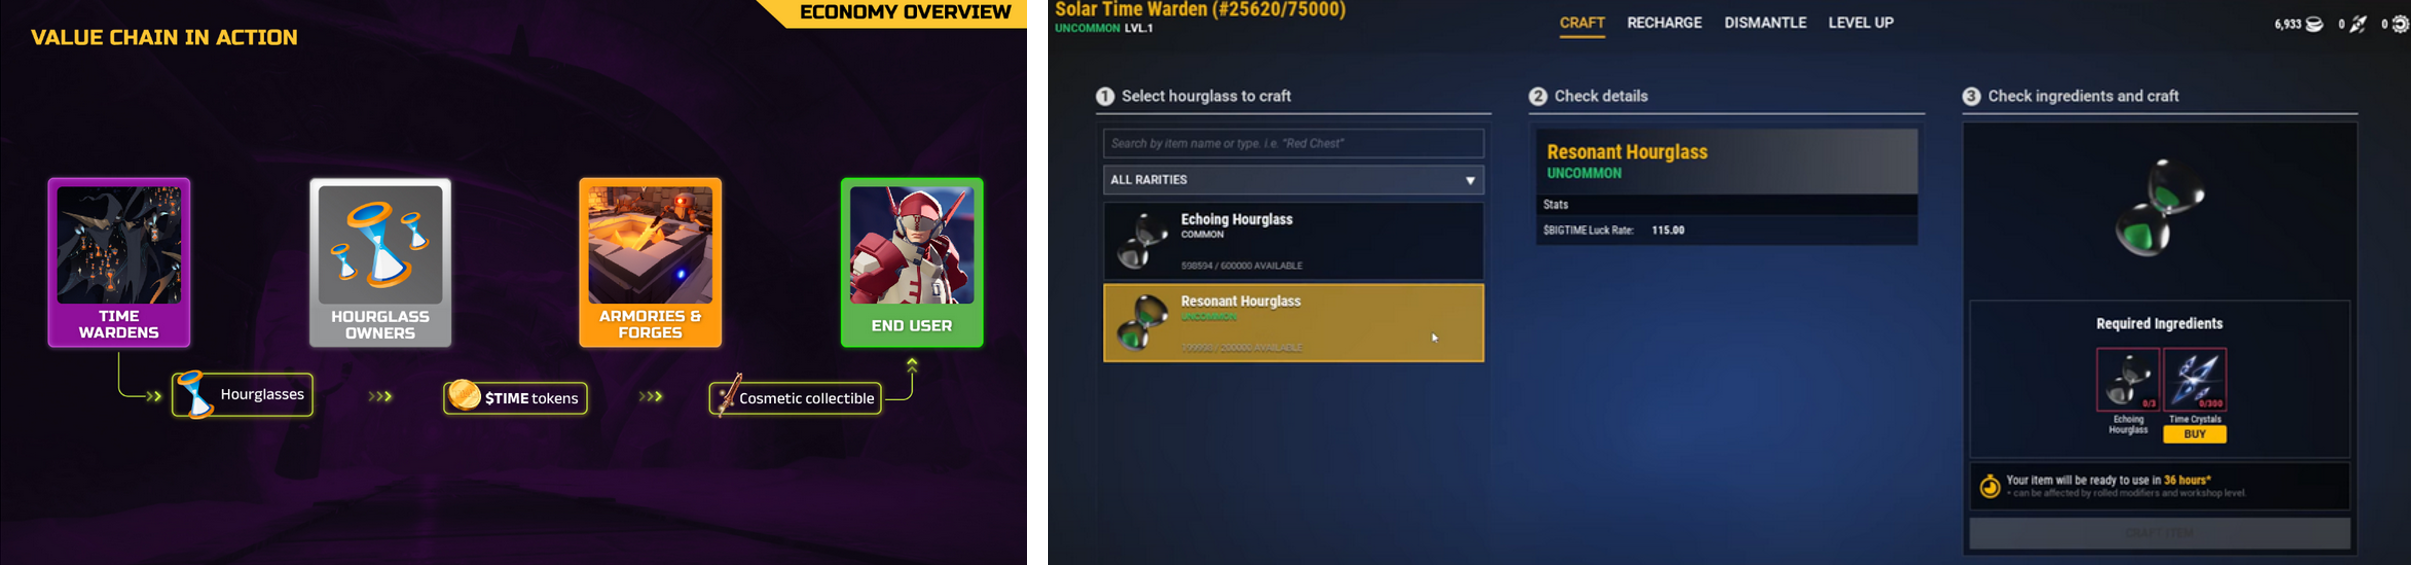 ECONOMY OVERVIEW
VALUE CHAIN IN ACTION
TIME
WARDENS
HOURGLASS
OWNERS
ARMORIES &
FORGES
END USER
Hourglasses
$TIME tokens
Cosmetic collectible
Solar Time Warden (#25620/75000)
UNCOMMON LVL.1
CRAFT RECHARGE DISMANTLE LEVEL UP
6,933 0 0
1 Select hourglass to craft
Search by item name or type. i.e. "Red Chest"
ALL RARITIES
Echoing Hourglass
COMMON
598594 / 600000 AVAILABLE
Resonant Hourglass
UNCOMMON
/ 200000 AVAILABLE
2 Check details
Resonant Hourglass
UNCOMMON
Stats
$BIGTIME Luck Rate: 115.00
3 Check ingredients and craft
Required Ingredients
0/3 0/300
Echoing
Hourglass
Time Crystals
BUY
Your item will be ready to use in 36 hours*
* can be affected by rolled modifiers and workshop level.
CRAFT ITEM